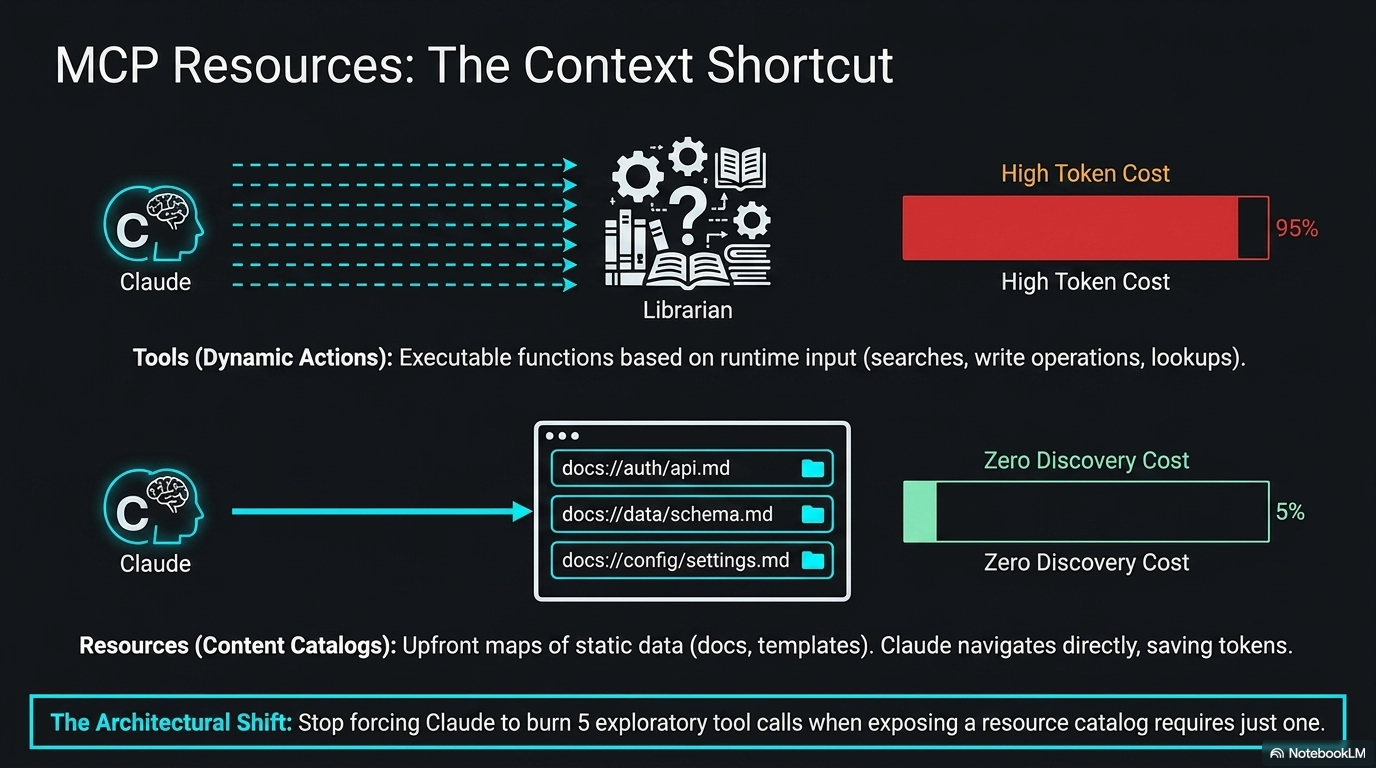 MCP Resources: The Context Shortcut
C
Claude
?
Librarian
High Token Cost
95%
High Token Cost
Tools (Dynamic Actions): Executable functions based on runtime input (searches, write operations, lookups).
C
Claude
docs://auth/api.md
docs://data/schema.md
docs://config/settings.md
Zero Discovery Cost
5%
Zero Discovery Cost
Resources (Content Catalogs): Upfront maps of static data (docs, templates). Claude navigates directly, saving tokens.
The Architectural Shift: Stop forcing Claude to burn 5 exploratory tool calls when exposing a resource catalog requires just one.
NotebookLM